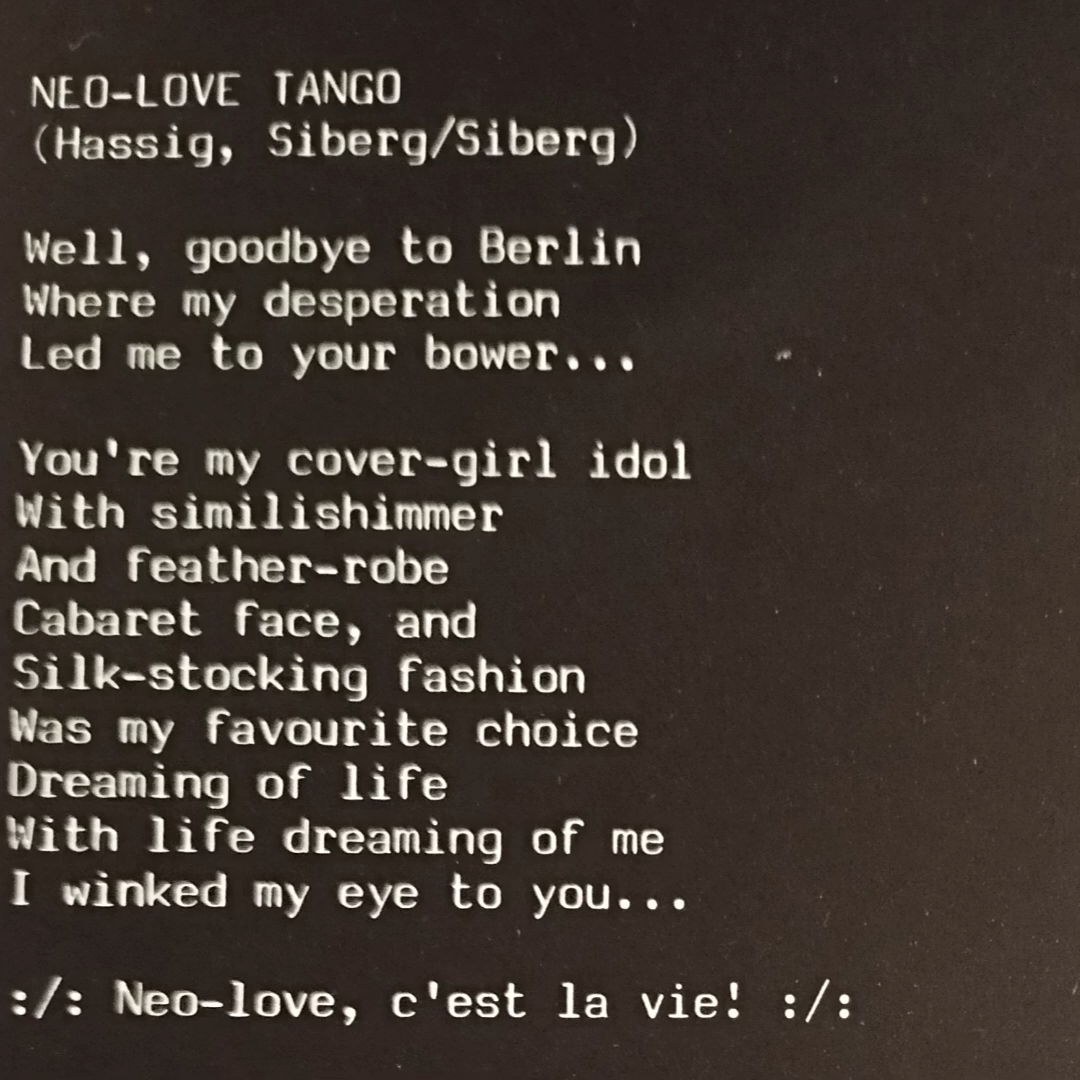 NEO-LOVE TANGO
(Hassig, Siberg/Siberg)
Well, goodbye to Berlin
Where my desperation
Led me to your bower...
You're my cover-girl idol
With similishimmer
And feather-robe
Cabaret face, and
Silk-stocking fashion
Was my favourite choice
Dreaming of life
With life dreaming of me
I winked my eye to you...
:/: Neo-love, c'est la vie! :/: